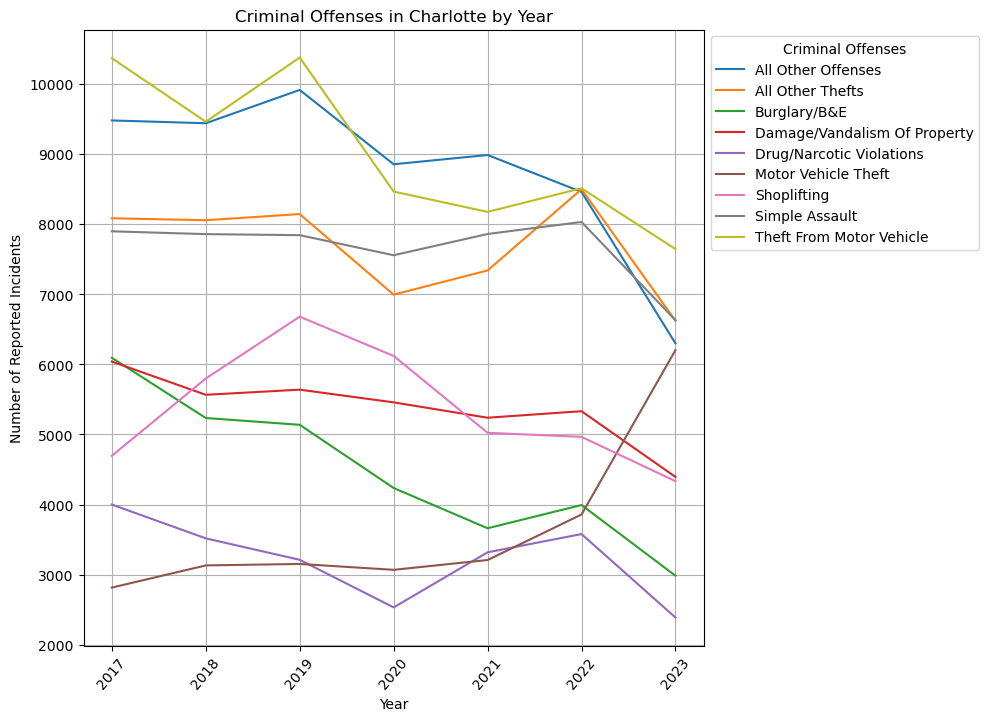 Criminal Offenses in Charlotte by Year
Criminal Offenses
All Other Offenses
All Other Thefts
Burglary/B&E
Damage/Vandalism Of Property
Drug/Narcotic Violations
Motor Vehicle Theft
Shoplifting
Simple Assault
Theft From Motor Vehicle
Number of Reported Incidents
10000
9000
8000
7000
6000
5000
4000
3000
2000
2017
2018
2019
2020
2021
2022
2023
Year